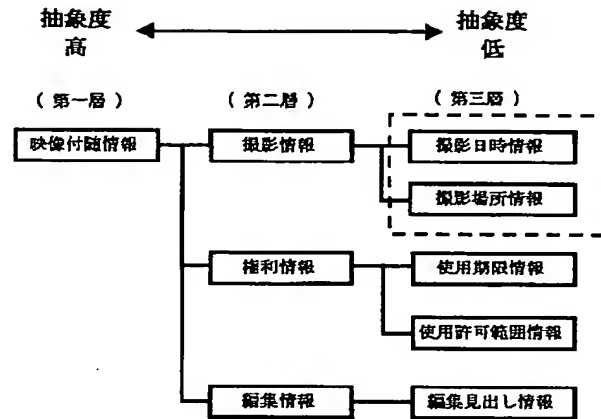 抽象度
高
抽象度
低
（第一層）
（第二層）
（第三層）
映像付随情報
撮影情報
撮影日時情報
撮影場所情報
権利情報
使用期限情報
使用許可範囲情報
編集情報
編集見出し情報